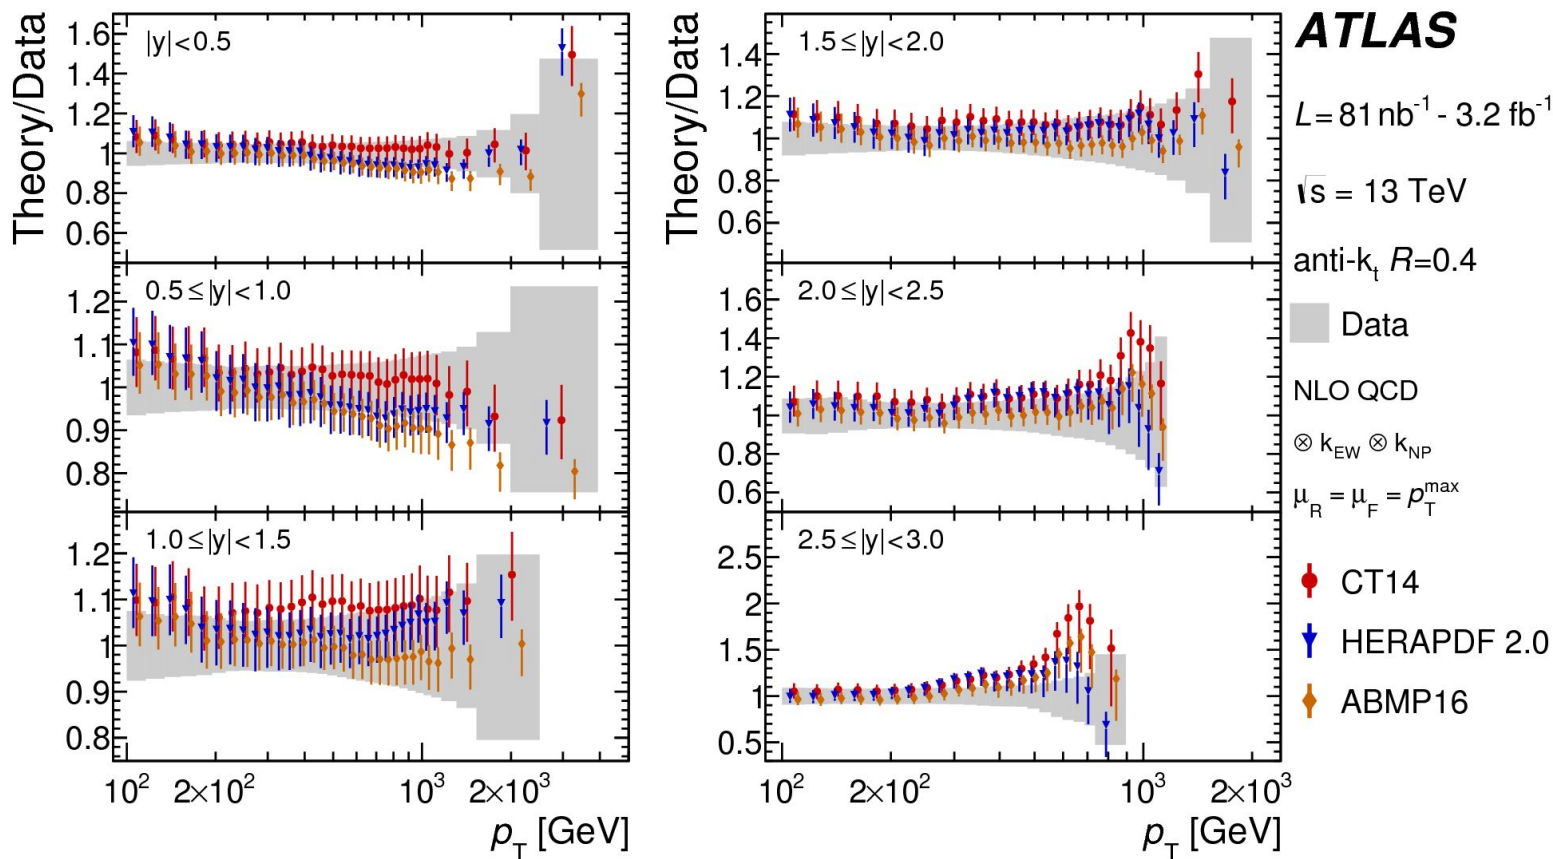 Theory/Data
|y|<0.5
1.6
1.4
1.2
1
0.8
0.6
0.5≤|y|<1.0
1.2
1.1
1
0.9
0.8
1.0≤|y|<1.5
1.2
1.1
1
0.9
0.8
10² 2×10² 10³ 2×10³
p_T [GeV]
Theory/Data
1.5≤|y|<2.0
1.4
1.2
1
0.8
0.6
2.0≤|y|<2.5
1.6
1.4
1.2
1
0.8
0.6
2.5≤|y|<3.0
2.5
2
1.5
1
0.5
10² 2×10² 10³ 2×10³
p_T [GeV]
ATLAS
L=81 nb⁻¹ - 3.2 fb⁻¹
√s = 13 TeV
anti-k_t R=0.4
Data
NLO QCD
⊗ k_EW ⊗ k_NP
μ_R = μ_F = p_T^max
CT14
HERAPDF 2.0
ABMP16